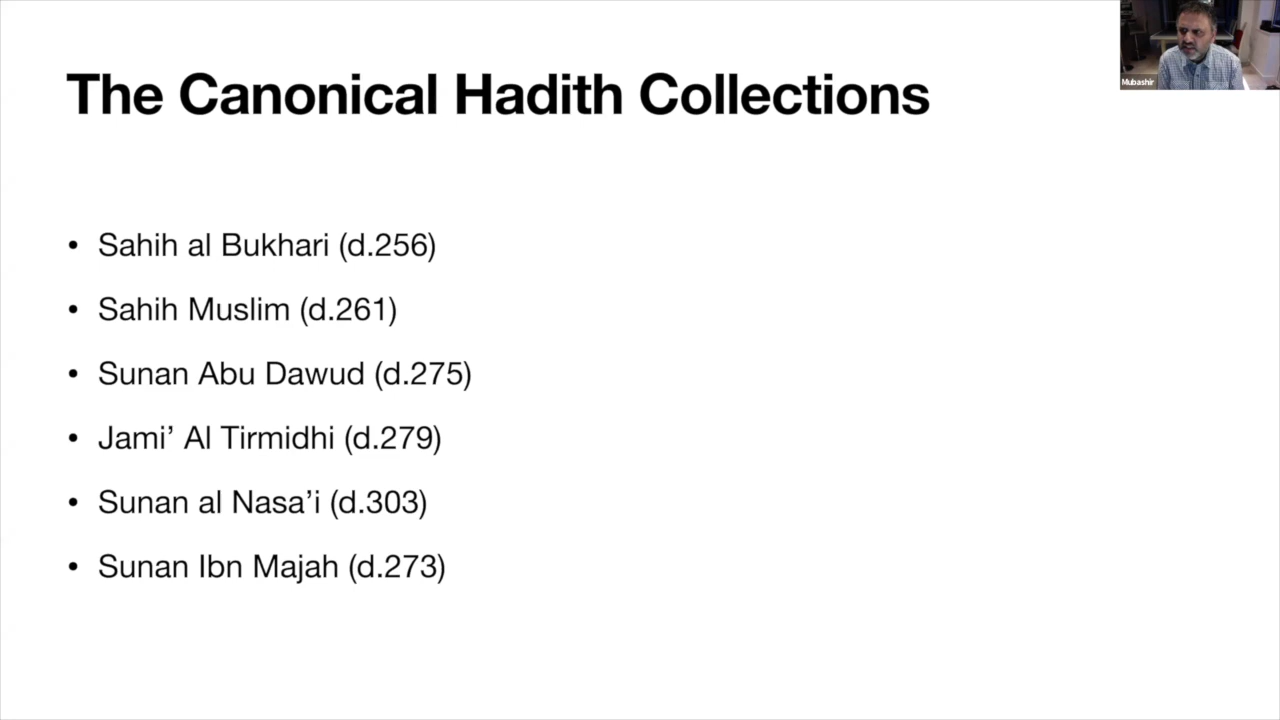 The Canonical Hadith Collections
Mubashir
• Sahih al Bukhari (d.256)
• Sahih Muslim (d.261)
• Sunan Abu Dawud (d.275)
• Jami’ Al Tirmidhi (d.279)
• Sunan al Nasa’i (d.303)
• Sunan Ibn Majah (d.273)